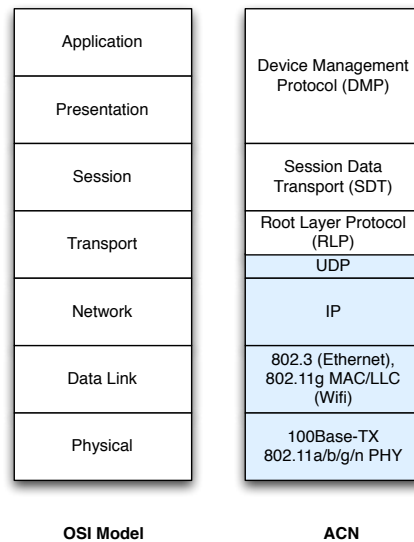 Application
Presentation
Session
Transport
Network
Data Link
Physical
OSI Model
Device Management
Protocol (DMP)
Session Data
Transport (SDT)
Root Layer Protocol
(RLP)
UDP
IP
802.3 (Ethernet),
802.11g MAC/LLC
(Wifi)
100Base-TX
802.11a/b/g/n PHY
ACN